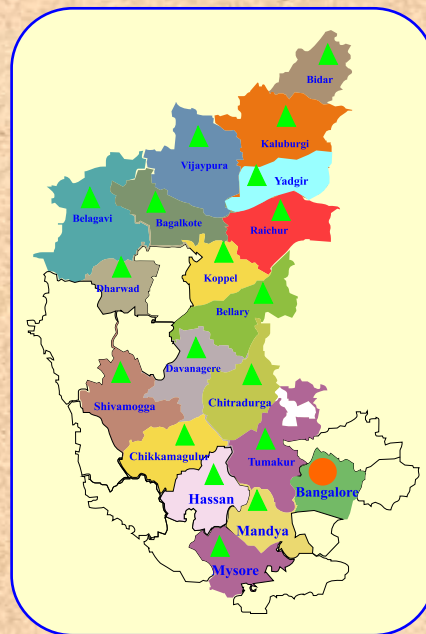 Bidar
Kaluburgi
Vijaypura
Yadgir
Belagavi
Bagalkote
Raichur
Koppel
Dharwad
Bellary
Davanagere
Shivamogga
Chitradurga
Chikkamagulur
Tumakur
Hassan
Bangalore
Mandya
Mysore